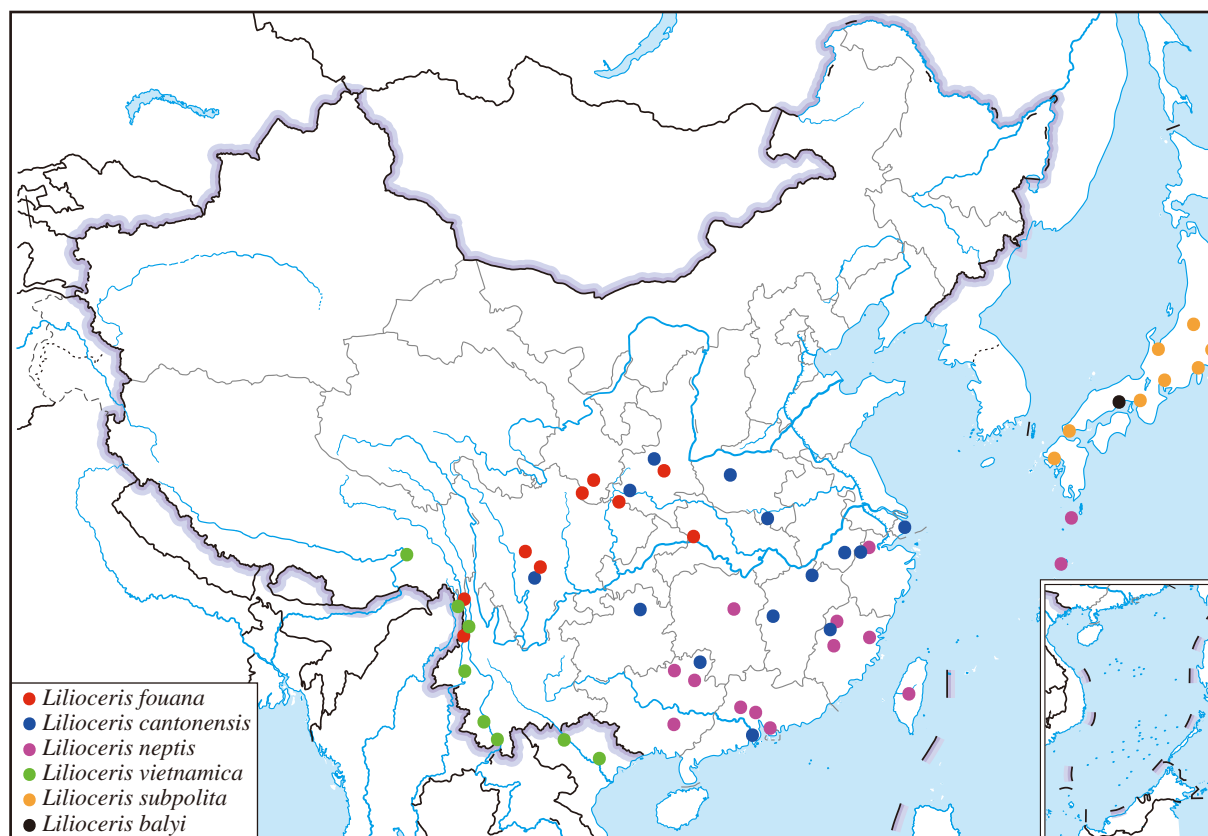 Lilioceris fouana
Lilioceris cantonensis
Lilioceris neptis
Lilioceris vietnamica
Lilioceris subpolita
Lilioceris balyi